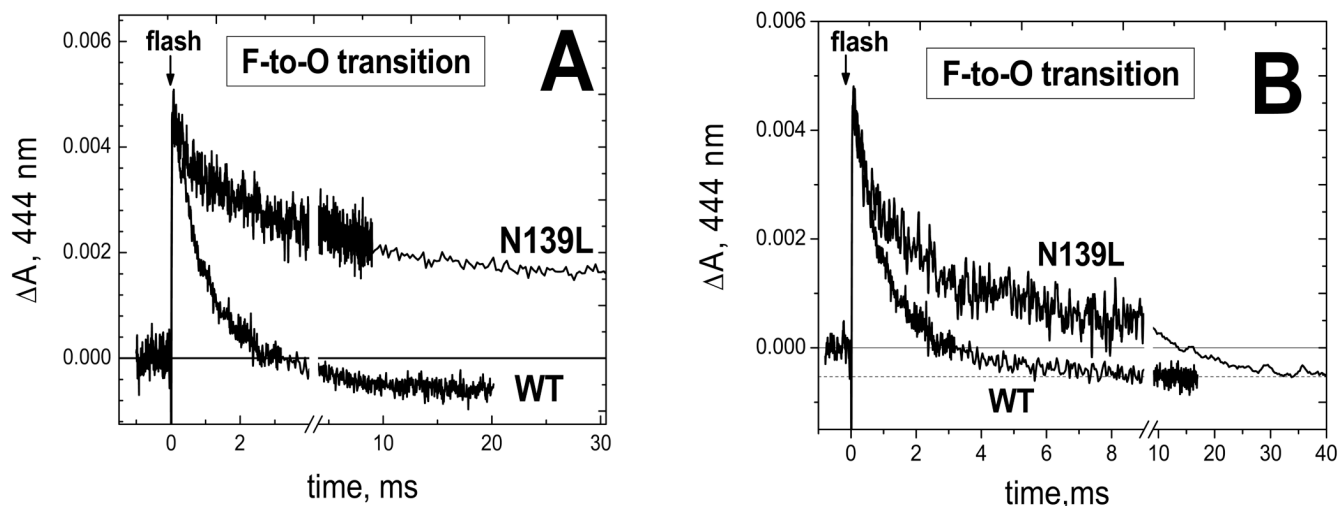 A
flash
F-to-O transition
ΔA, 444 nm
0.006
0.004
0.002
0.000
N139L
WT
0 2 10 20 30
time, ms
B
flash
F-to-O transition
ΔA, 444 nm
0.006
0.004
0.002
0.000
N139L
WT
0 2 4 6 8 10 20 30 40
time,ms